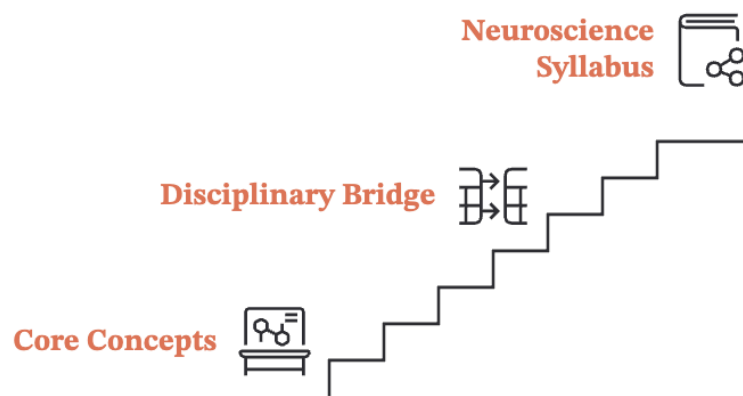 Neuroscience
Syllabus
Disciplinary Bridge
Core Concepts